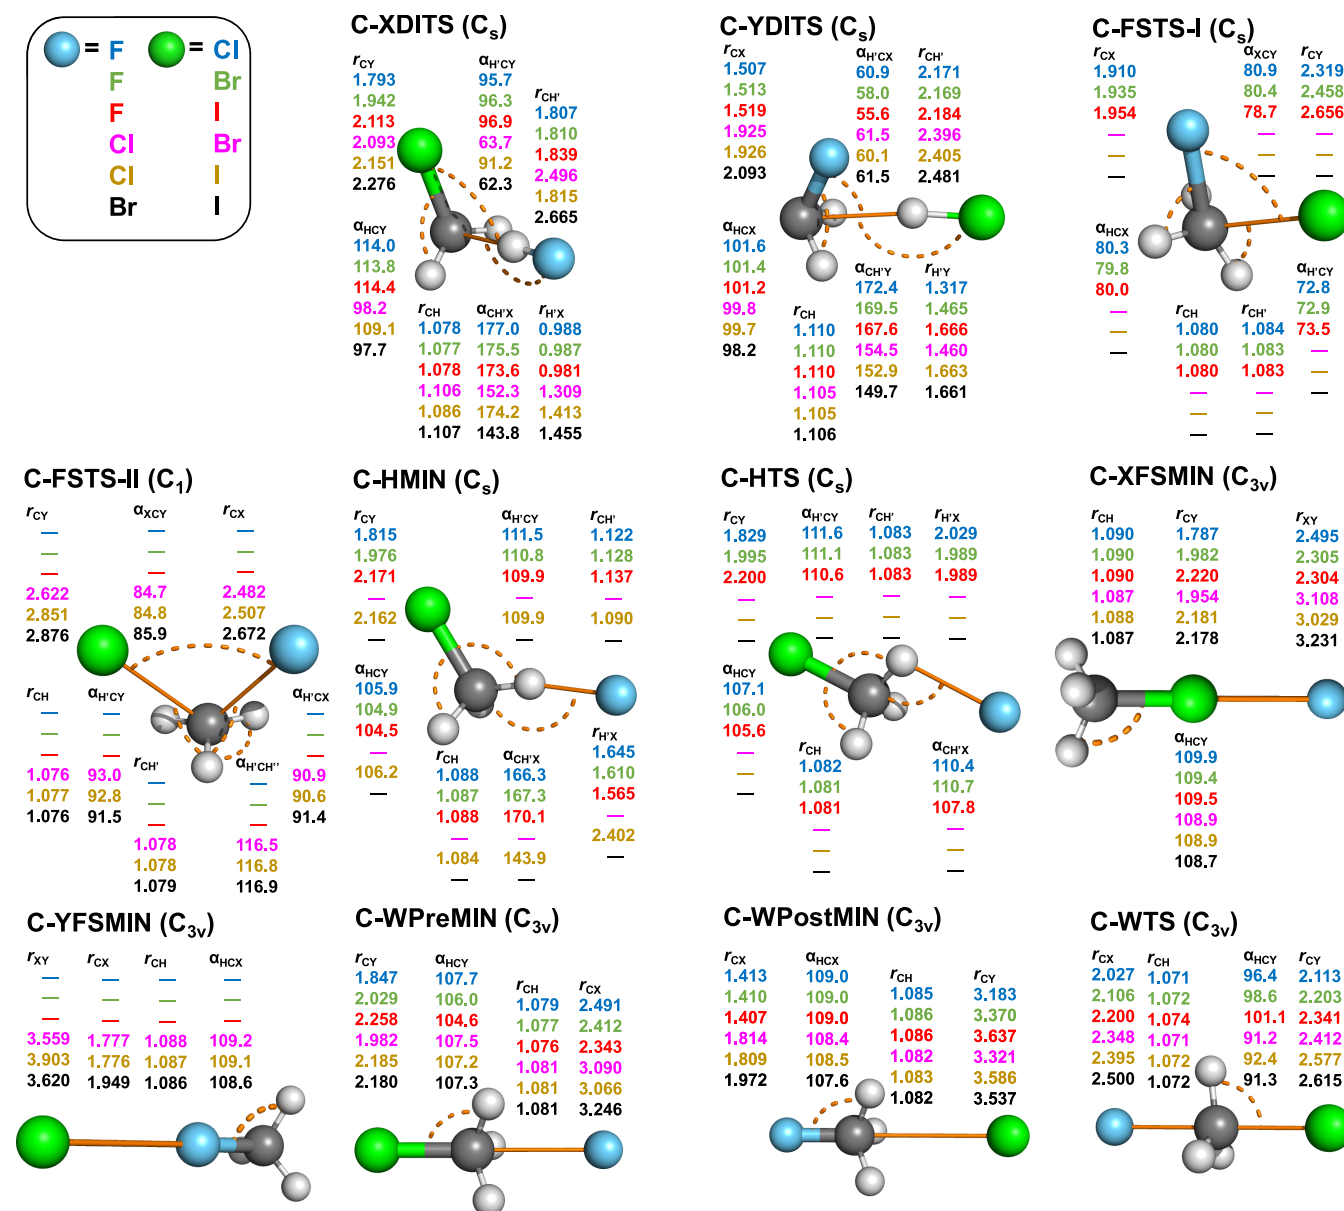 = F = Cl
F Br
F I
Cl Br
Cl I
Br I
C-XDITS (Cs)
rCY αH'CY
1.793 95.7
1.942 96.3
2.113 96.9
2.093 63.7
2.151 91.2
2.276 62.3
rCH'
1.807
1.810
1.839
2.496
1.815
2.665
αHCY
114.0
113.8
114.4
98.2
109.1
97.7
rCH αCH'X rH'X
1.078 177.0 0.988
1.077 175.5 0.987
1.078 173.6 0.981
1.106 152.3 1.309
1.086 174.2 1.413
1.107 143.8 1.455
C-YDITS (Cs)
rCX αH'CX rCH'
1.507 60.9 2.171
1.513 58.0 2.169
1.519 55.6 2.184
1.925 61.5 2.396
1.926 60.1 2.405
2.093 61.5 2.481
αHCX
101.6
101.4
101.2
99.8
99.7
98.2
rCH
1.110
1.110
1.110
1.105
1.105
1.106
αCH'Y rH'Y
172.4 1.317
169.5 1.465
167.6 1.666
154.5 1.460
152.9 1.663
149.7 1.661
C-FSTS-I (Cs)
rCX αXCY rCY
1.910 80.9 2.319
1.935 80.4 2.458
1.954 78.7 2.656
— — —
— — —
— — —
αHCX
80.3
79.8
80.0
—
—
—
rCH rCH'
1.080 1.084
1.080 1.083
1.080 1.083
— —
— —
— —
αH'CY
72.8
72.9
73.5
—
—
—
C-FSTS-II (C1)
rCY αXCY rCX
— — —
— — —
— — —
2.622 84.7 2.482
2.851 84.8 2.507
2.876 85.9 2.672
rCH αH'CY
— —
— —
— —
1.076 93.0
1.077 92.8
1.076 91.5
rCH' αH'CH''
— —
— —
— —
1.078 116.5
1.078 116.8
1.079 116.9
αH'CX
—
—
—
90.9
90.6
91.4
C-HMIN (Cs)
rCY αH'CY rCH'
1.815 111.5 1.122
1.976 110.8 1.128
2.171 109.9 1.137
— — —
2.162 109.9 1.090
— — —
αHCY
105.9
104.9
104.5
—
106.2
—
rCH αCH'X
1.088 166.3
1.087 167.3
1.088 170.1
— —
1.084 143.9
— —
rH'X
1.645
1.610
1.565
—
2.402
—
C-HTS (Cs)
rCY αH'CY rCH' rH'X
1.829 111.6 1.083 2.029
1.995 111.1 1.083 1.989
2.200 110.6 1.083 1.989
— — — —
— — — —
— — — —
αHCY
107.1
106.0
105.6
—
—
—
rCH αCH'X
1.082 110.4
1.081 110.7
1.081 107.8
— —
— —
— —
C-XFSMIN (C3v)
rCH rCY rXY
1.090 1.787 2.495
1.090 1.982 2.305
1.090 2.220 2.304
1.087 1.954 3.108
1.088 2.181 3.029
1.087 2.178 3.231
αHCY
109.9
109.4
109.5
108.9
108.9
108.7
C-YFSMIN (C3v)
rXY rCX rCH αHCX
— — — —
— — — —
— — — —
3.559 1.777 1.088 109.2
3.903 1.776 1.087 109.1
3.620 1.949 1.086 108.6
C-WPreMIN (C3v)
rCY αHCY
1.847 107.7
2.029 106.0
2.258 104.6
1.982 107.5
2.185 107.2
2.180 107.3
rCH rCX
1.079 2.491
1.077 2.412
1.076 2.343
1.081 3.090
1.081 3.066
1.081 3.246
C-WPostMIN (C3v)
rCX αHCX
1.413 109.0
1.410 109.0
1.407 109.0
1.814 108.4
1.809 108.5
1.972 107.6
rCH rCY
1.085 3.183
1.086 3.370
1.086 3.637
1.082 3.321
1.083 3.586
1.082 3.537
C-WTS (C3v)
rCX rCH αHCY rCY
2.027 1.071 96.4 2.113
2.106 1.072 98.6 2.203
2.200 1.074 101.1 2.341
2.348 1.071 91.2 2.412
2.395 1.072 92.4 2.577
2.500 1.072 91.3 2.615